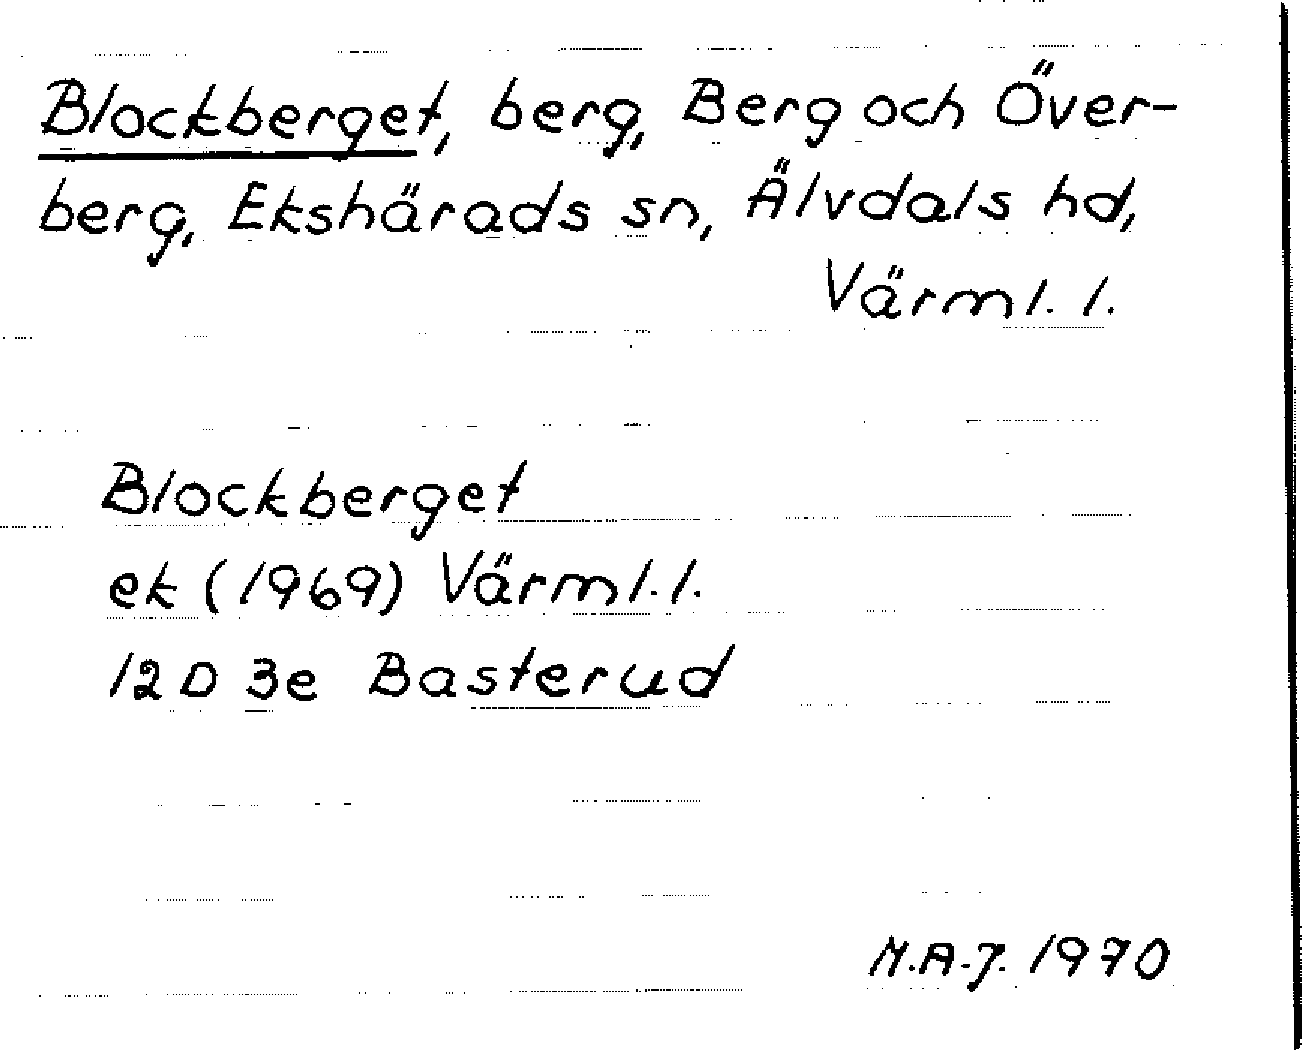 Blockberget, berg, Berg och Över-
berg, Ekshärads sn, Älvdals hd,
Värml. l.
Blockberget
ek (1969) Värml. l.
12 D 3e Basterud
M.A-J. 1970